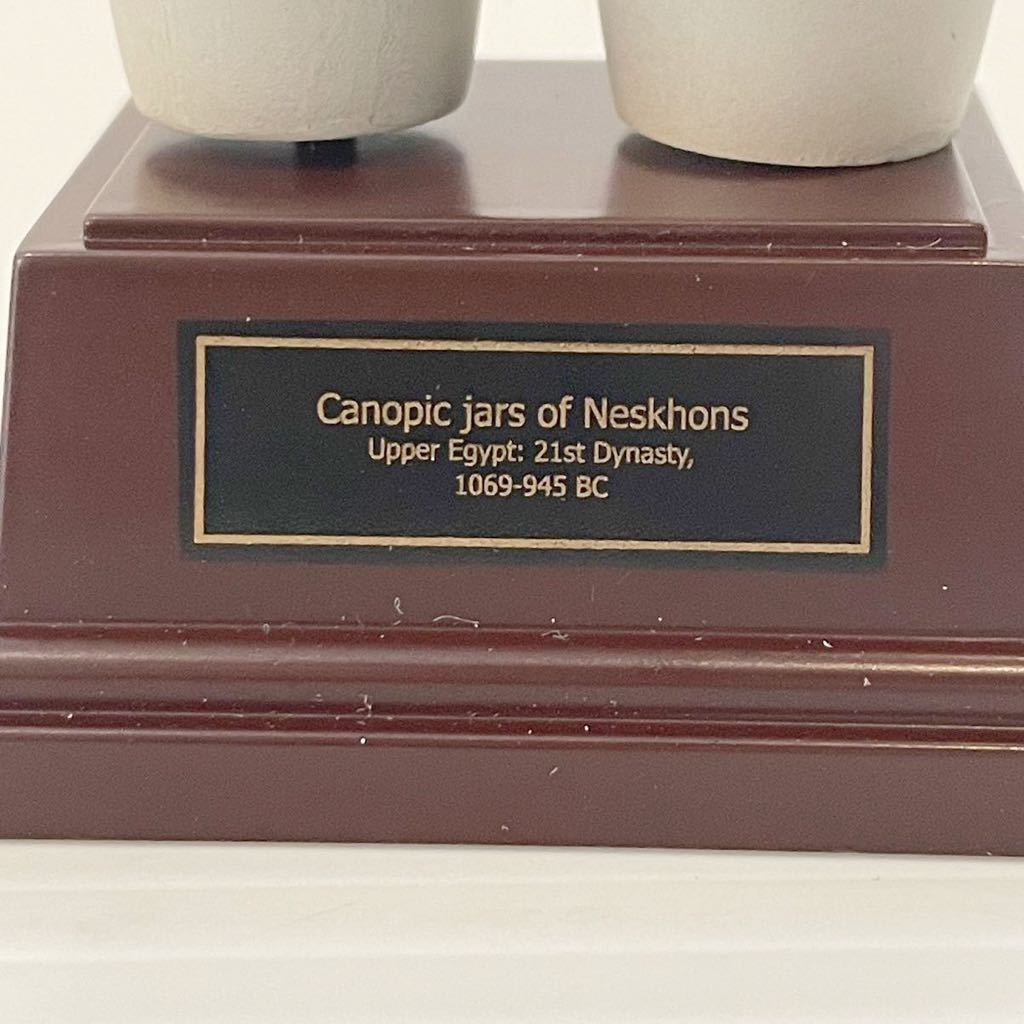 Canopic jars of Neskhons
Upper Egypt: 21st Dynasty,
1069-945 BC